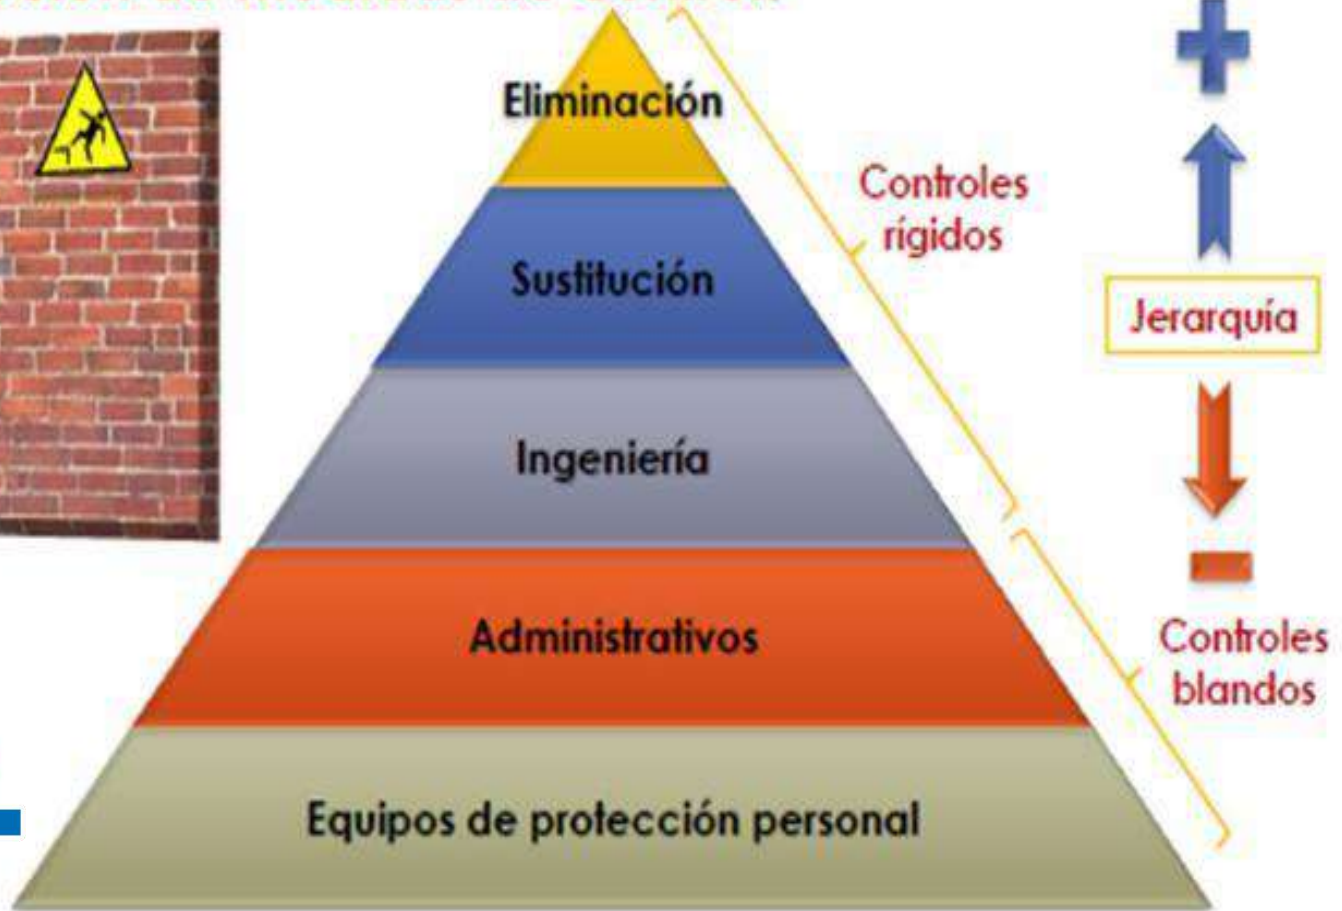 Eliminación
Sustitución
Ingeniería
Administrativos
Equipos de protección personal
Controles
rígidos
Jerarquía
Controles
blandos